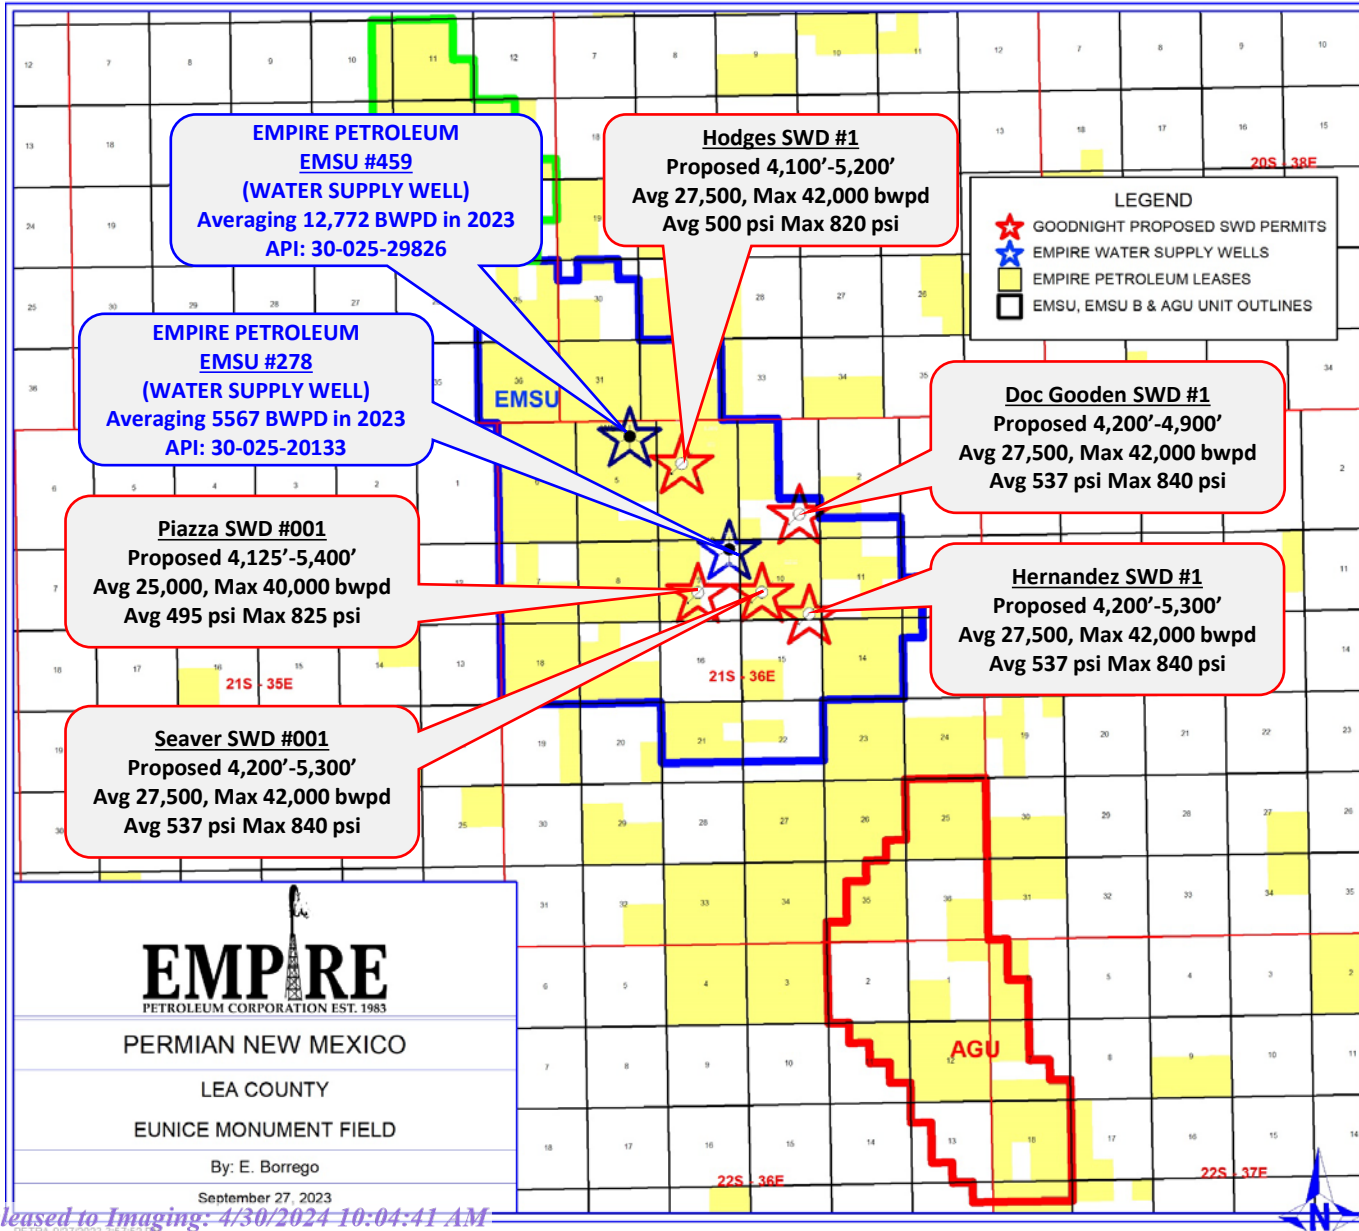 EMPIRE PETROLEUM
EMSU #459
(WATER SUPPLY WELL)
Averaging 12,772 BWPD in 2023
API: 30-025-29826
Hodges SWD #1
Proposed 4,100’-5,200’
Avg 27,500, Max 42,000 bwpd
Avg 500 psi Max 820 psi
20S - 38E
LEGEND
GOODNIGHT PROPOSED SWD PERMITS
EMPIRE WATER SUPPLY WELLS
EMPIRE PETROLEUM LEASES
EMSU, EMSU B & AGU UNIT OUTLINES
EMPIRE PETROLEUM
EMSU #278
(WATER SUPPLY WELL)
Averaging 5567 BWPD in 2023
API: 30-025-20133
EMSU
Doc Gooden SWD #1
Proposed 4,200’-4,900’
Avg 27,500, Max 42,000 bwpd
Avg 537 psi Max 840 psi
Piazza SWD #001
Proposed 4,125’-5,400’
Avg 25,000, Max 40,000 bwpd
Avg 495 psi Max 825 psi
Hernandez SWD #1
Proposed 4,200’-5,300’
Avg 27,500, Max 42,000 bwpd
Avg 537 psi Max 840 psi
21S - 35E
21S - 36E
Seaver SWD #001
Proposed 4,200’-5,300’
Avg 27,500, Max 42,000 bwpd
Avg 537 psi Max 840 psi
EMPIRE
PETROLEUM CORPORATION EST. 1983
PERMIAN NEW MEXICO
LEA COUNTY
EUNICE MONUMENT FIELD
By: E. Borrego
September 27, 2023
AGU
22S - 36E
22S - 37E
N
leased to Imaging: 4/30/2024 10:04:41 AM